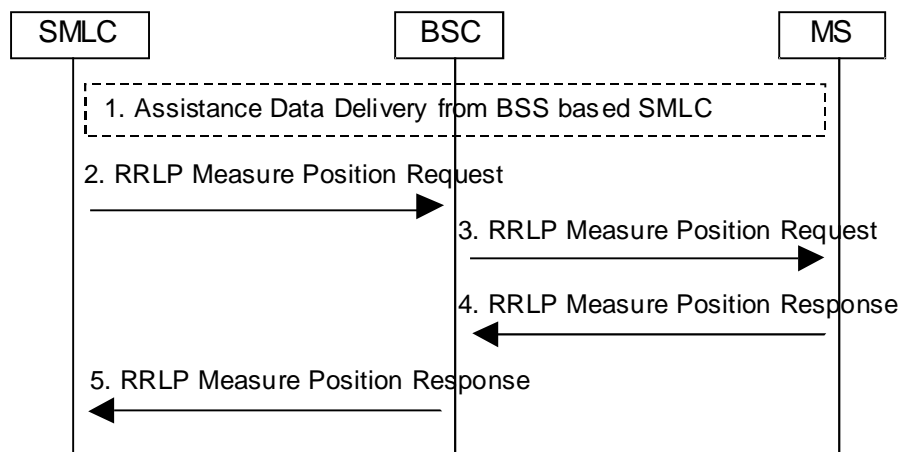 SMLC
BSC
MS
1. Assistance Data Delivery from BSS based SMLC
2. RRLP Measure Position Request
3. RRLP Measure Position Request
4. RRLP Measure Position Response
5. RRLP Measure Position Response